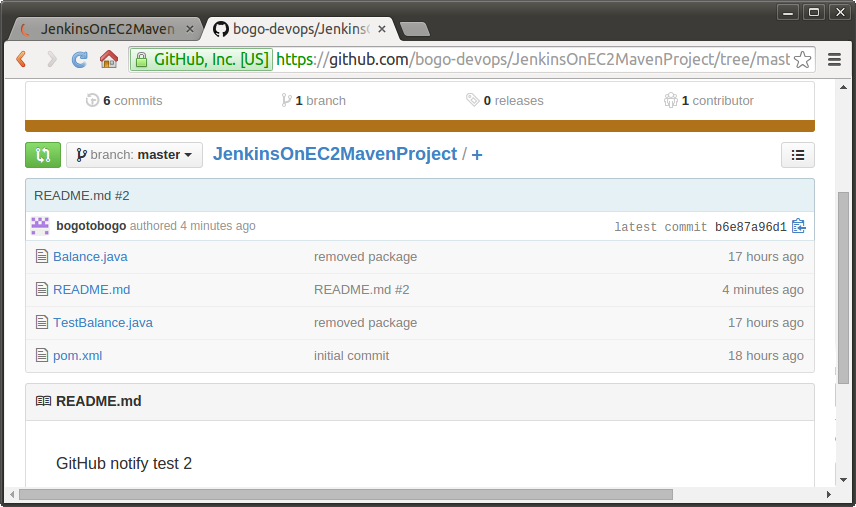 JenkinsOnEC2Maven
bogo-devops/Jenkins
GitHub, Inc. [US] https://github.com/bogo-devops/JenkinsOnEC2MavenProject/tree/mast
6 commits 1 branch 0 releases 1 contributor
branch: master JenkinsOnEC2MavenProject / +
README.md #2
bogotobogo authored 4 minutes ago latest commit b6e87a96d1
Balance.java removed package 17 hours ago
README.md README.md #2 4 minutes ago
TestBalance.java removed package 17 hours ago
pom.xml initial commit 18 hours ago
README.md
GitHub notify test 2